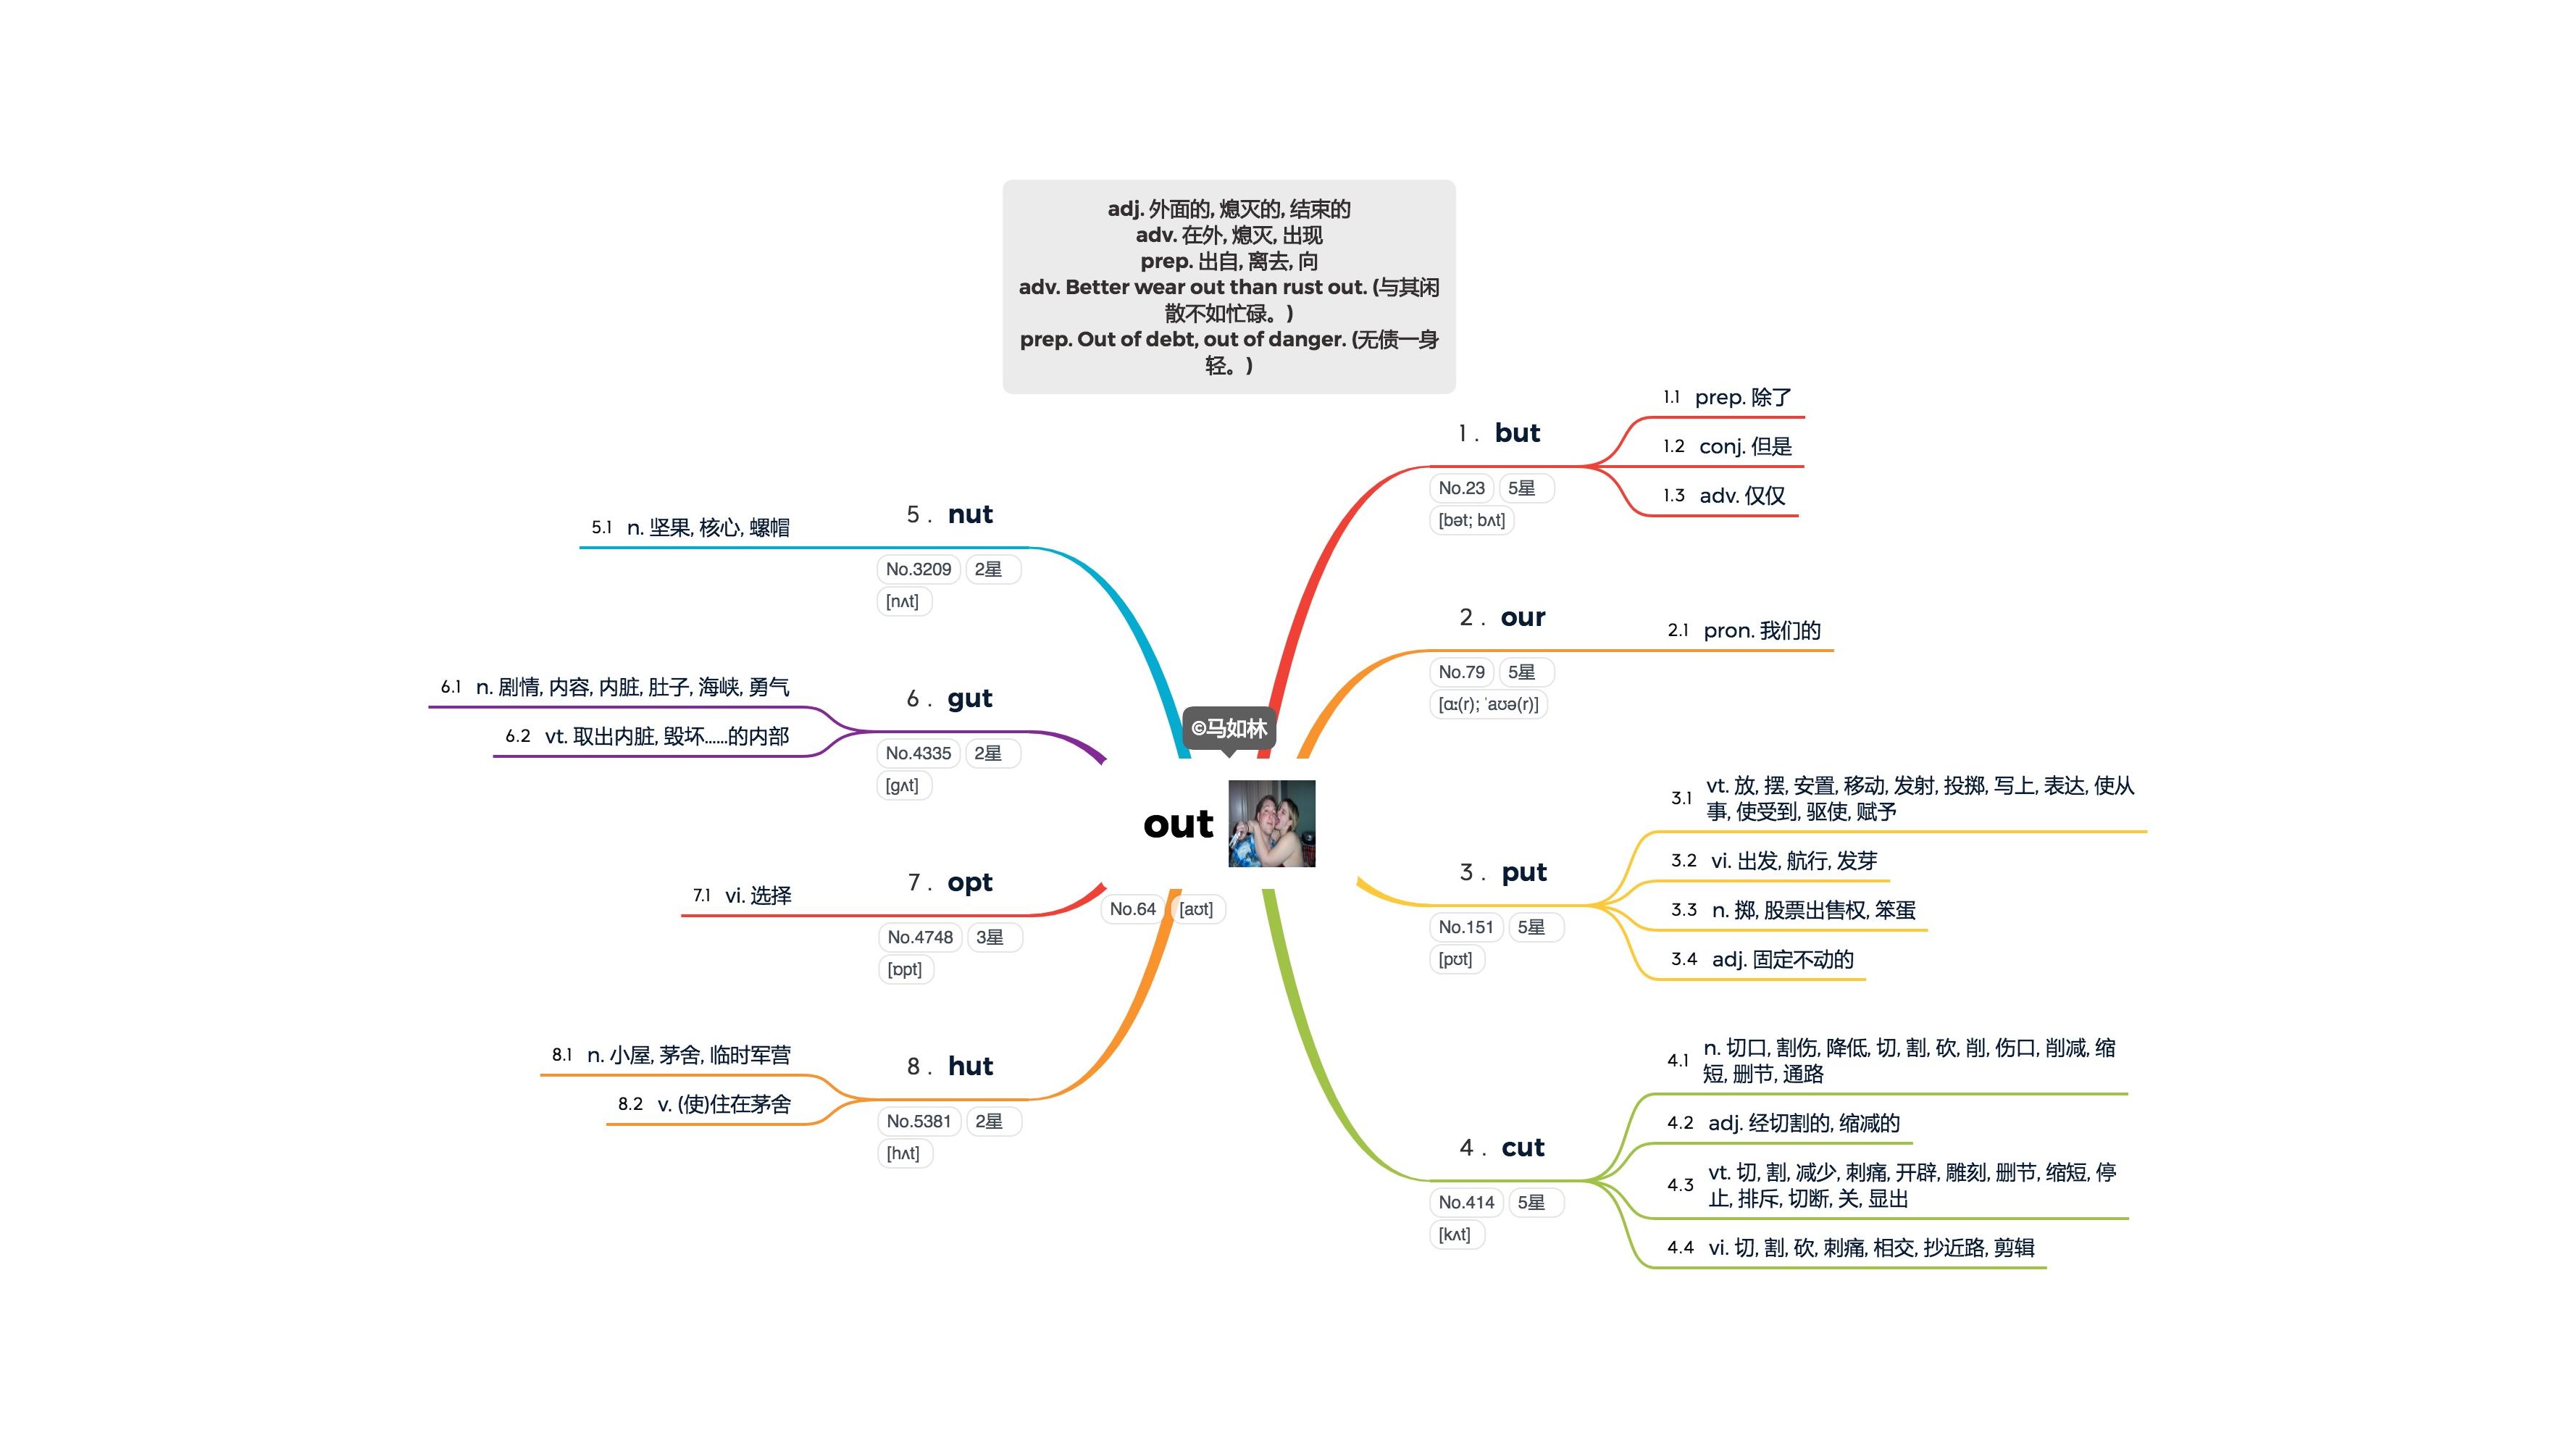 adj. 外面的, 熄灭的, 结束的
adv. 在外, 熄灭, 出现
prep. 出自, 离去, 向
adv. Better wear out than rust out. (与其闲
散不如忙碌。)
prep. Out of debt, out of danger. (无债一身
轻。)
©马如林
out
No.64 [aʊt]
1. but
No.23 5星
[bət; bʌt]
1.1 prep. 除了
1.2 conj. 但是
1.3 adv. 仅仅
2. our
No.79 5星
[ɑː(r); ˈaʊə(r)]
2.1 pron. 我们的
3. put
No.151 5星
[pʊt]
3.1 vt. 放, 摆, 安置, 移动, 发射, 投掷, 写上, 表达, 使从
事, 使受到, 驱使, 赋予
3.2 vi. 出发, 航行, 发芽
3.3 n. 掷, 股票出售权, 笨蛋
3.4 adj. 固定不动的
4. cut
No.414 5星
[kʌt]
4.1 n. 切口, 割伤, 降低, 切, 割, 砍, 削, 伤口, 削减, 缩
短, 删节, 通路
4.2 adj. 经切割的, 缩减的
4.3 vt. 切, 割, 减少, 刺痛, 开辟, 雕刻, 删节, 缩短, 停
止, 排斥, 切断, 关, 显出
4.4 vi. 切, 割, 砍, 刺痛, 相交, 抄近路, 剪辑
5. nut
No.3209 2星
[nʌt]
5.1 n. 坚果, 核心, 螺帽
6. gut
No.4335 2星
[gʌt]
6.1 n. 剧情, 内容, 内脏, 肚子, 海峡, 勇气
6.2 vt. 取出内脏, 毁坏......的内部
7. opt
No.4748 3星
[ɒpt]
7.1 vi. 选择
8. hut
No.5381 2星
[hʌt]
8.1 n. 小屋, 茅舍, 临时军营
8.2 v. (使)住在茅舍